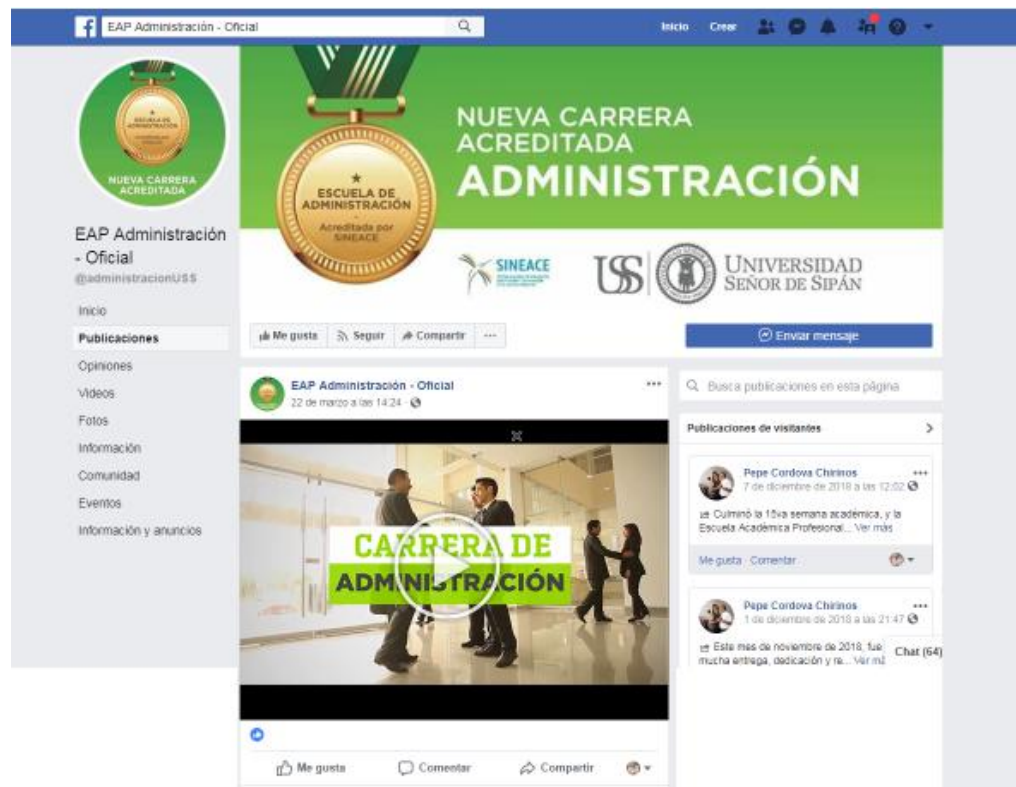 EAP Administración - Oficial
Inicio Crear
NUEVA CARRERA
ACREDITADA
EAP Administración
- Oficial
@administracionUSS
Inicio
Publicaciones
Opiniones
Videos
Fotos
Información
Comunidad
Eventos
Información y anuncios
NUEVA CARRERA
ACREDITADA
ADMINISTRACIÓN
ESCUELA DE
ADMINISTRACIÓN
Acreditada por
SINEACE
SINEACE
USS
UNIVERSIDAD
SEÑOR DE SIPÁN
Me gusta Seguir Compartir ...
Enviar mensaje
EAP Administración - Oficial
22 de marzo a las 14:24 ·
CARRERA DE
ADMINISTRACIÓN
Me gusta Comentar Compartir
Busca publicaciones en esta página
Publicaciones de visitantes
Pepe Cordova Chirinos
7 de diciembre de 2018 a las 12:02
Culminó la 15va semana académica, y la
Escuela Académica Profesional... Ver más
Me gusta · Comentar
Pepe Cordova Chirinos
1 de diciembre de 2018 a las 21:47
Este mes de noviembre de 2018, fue
mucha entrega, dedicación y re... Ver má
Chat (64)